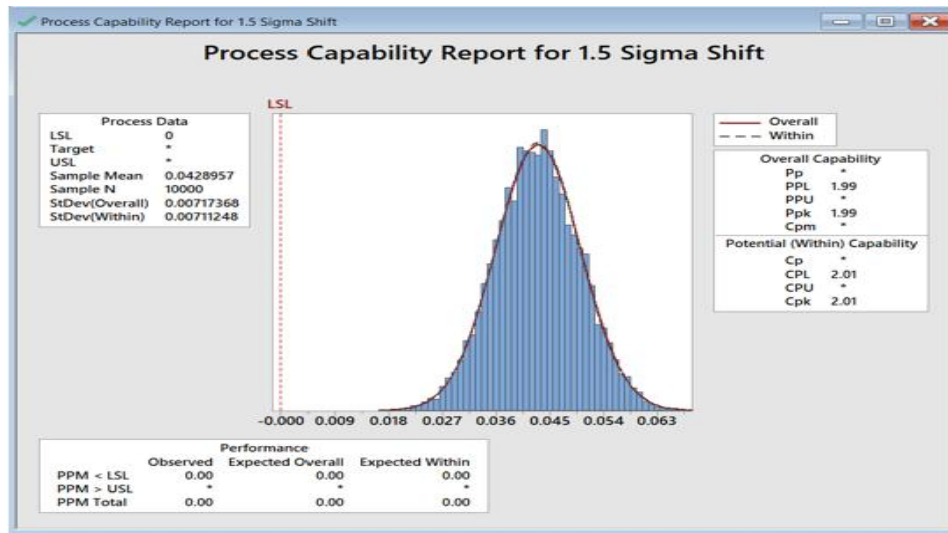 Process Capability Report for 1.5 Sigma Shift
Process Capability Report for 1.5 Sigma Shift
LSL
Process Data
LSL 0
Target *
USL *
Sample Mean 0.0428957
Sample N 10000
StDev(Overall) 0.00717368
StDev(Within) 0.00711248
Overall
Within
Overall Capability
Pp *
PPL 1.99
PPU *
Ppk 1.99
Cpm *
Potential (Within) Capability
Cp *
CPL 2.01
CPU *
Cpk 2.01
-0.000 0.009 0.018 0.027 0.036 0.045 0.054 0.063
Performance
Observed Expected Overall Expected Within
PPM < LSL 0.00 0.00 0.00
PPM > USL * * *
PPM Total 0.00 0.00 0.00